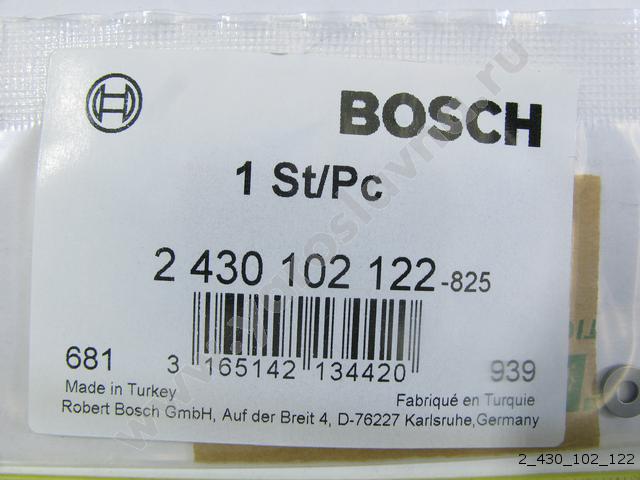 BOSCH
1 St/Pc
2 430 102 122-825
681 3 165142 134420 939
Made in Turkey Fabriqué en Turquie
Robert Bosch GmbH, Auf der Breit 4, D-76227 Karlsruhe,Germany
2_430_102_122